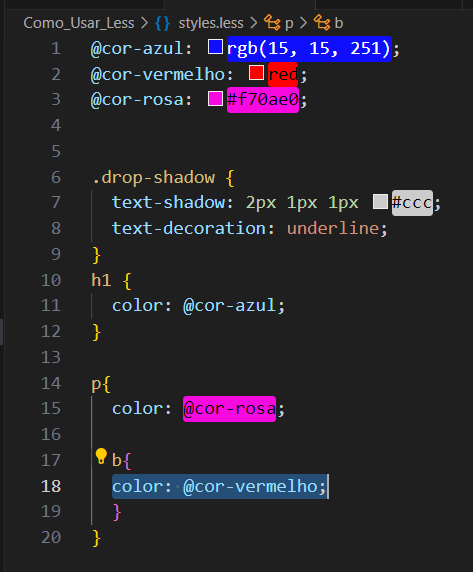 Como_Usar_Less > {} styles.less > p > b
1 @cor-azul: rgb(15, 15, 251);
2 @cor-vermelho: red;
3 @cor-rosa: #f70ae0;
4
5
6 .drop-shadow {
7 text-shadow: 2px 1px 1px #ccc;
8 text-decoration: underline;
9 }
10 h1 {
11 color: @cor-azul;
12 }
13
14 p{
15 color: @cor-rosa;
16
17 b{
18 color: @cor-vermelho;
19 }
20 }